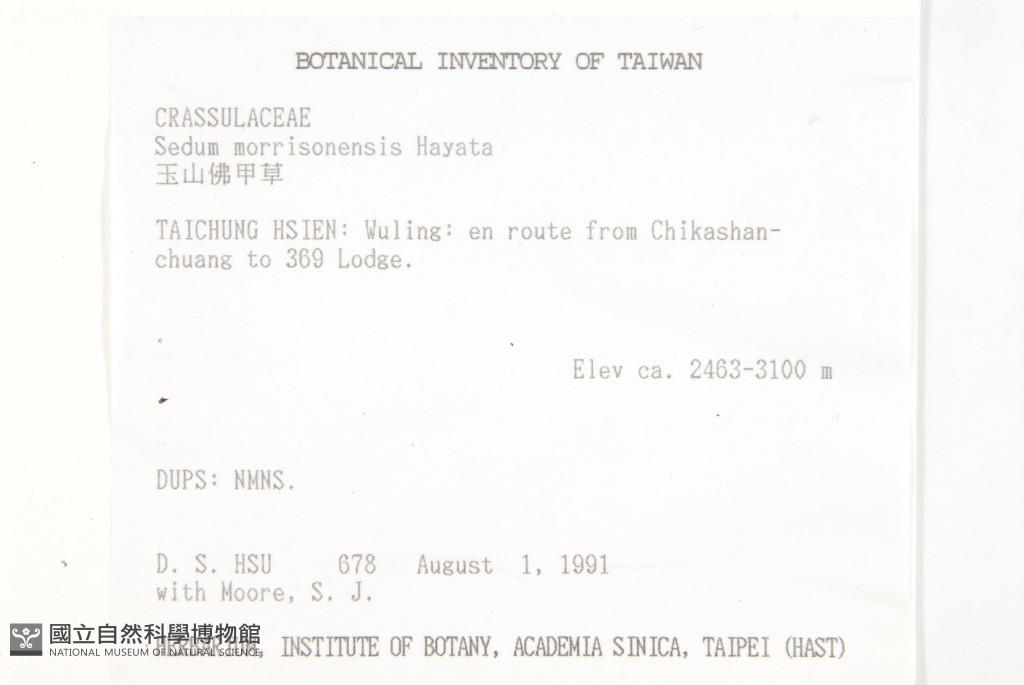 BOTANICAL INVENTORY OF TAIWAN
CRASSULACEAE
Sedum morrisonensis Hayata
玉山佛甲草
TAICHUNG HSIEN: Wuling: en route from Chikashan-
chuang to 369 Lodge.
Elev ca. 2463-3100 m
DUPS: NMNS.
D. S. HSU 678 August 1, 1991
with Moore, S. J.
國立自然科學博物館
NATIONAL MUSEUM OF NATURAL SCIENCE
INSTITUTE OF BOTANY, ACADEMIA SINICA, TAIPEI (HAST)